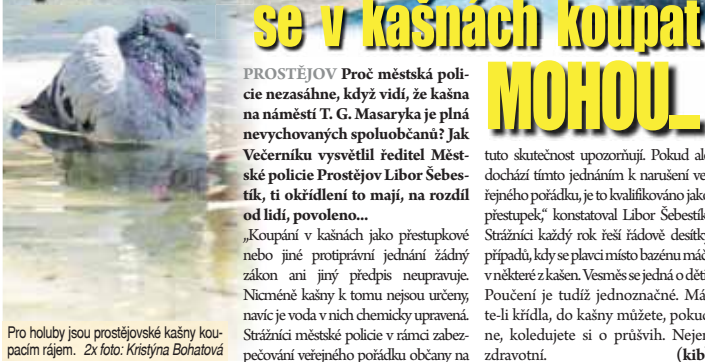 se v kašnách koupat
MOHOU...
PROSTĚJOV Proč městská poli-
cie nezasáhne, když vidí, že kašna
na náměstí T. G. Masaryka je plná
nevychovaných spoluobčanů? Jak
Večerníku vysvětlil ředitel Měst-
ské policie Prostějov Libor Šebes-
tík, ti okřídlení to mají, na rozdíl
od lidí, povoleno...
„Koupání v kašnách jako přestupkové
nebo jiné protiprávní jednání žádný
zákon ani jiný předpis neupravuje.
Nicméně kašny k tomu nejsou určeny,
navíc je voda v nich chemicky upravená.
Strážníci městské policie v rámci zabez-
pečování veřejného pořádku občany na
tuto skutečnost upozorňují. Pokud ale
dochází tímto jednáním k narušení ve-
řejného pořádku, je to kvalifikováno jako
přestupek,“ konstatoval Libor Šebestík.
Strážníci každý rok řeší řádově desítky
případů, kdy se plavci místo bazénu máčí
v některé z kašen. Vesměs se jedná o děti.
Poučení je tudíž jednoznačné. Má-
te-li křídla, do kašny můžete, pokud
ne, koledujete si o průšvih. Nejen
zdravotní. (kib)
Pro holuby jsou prostějovské kašny kou-
pacím rájem. 2x foto: Kristýna Bohatová